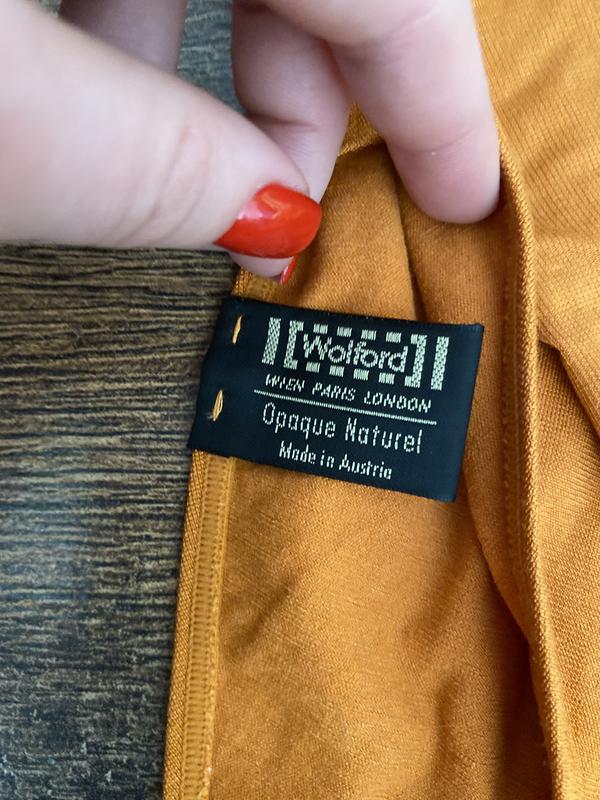 Wolford
WIEN PARIS LONDON
Opaque Naturel
Made in Austria